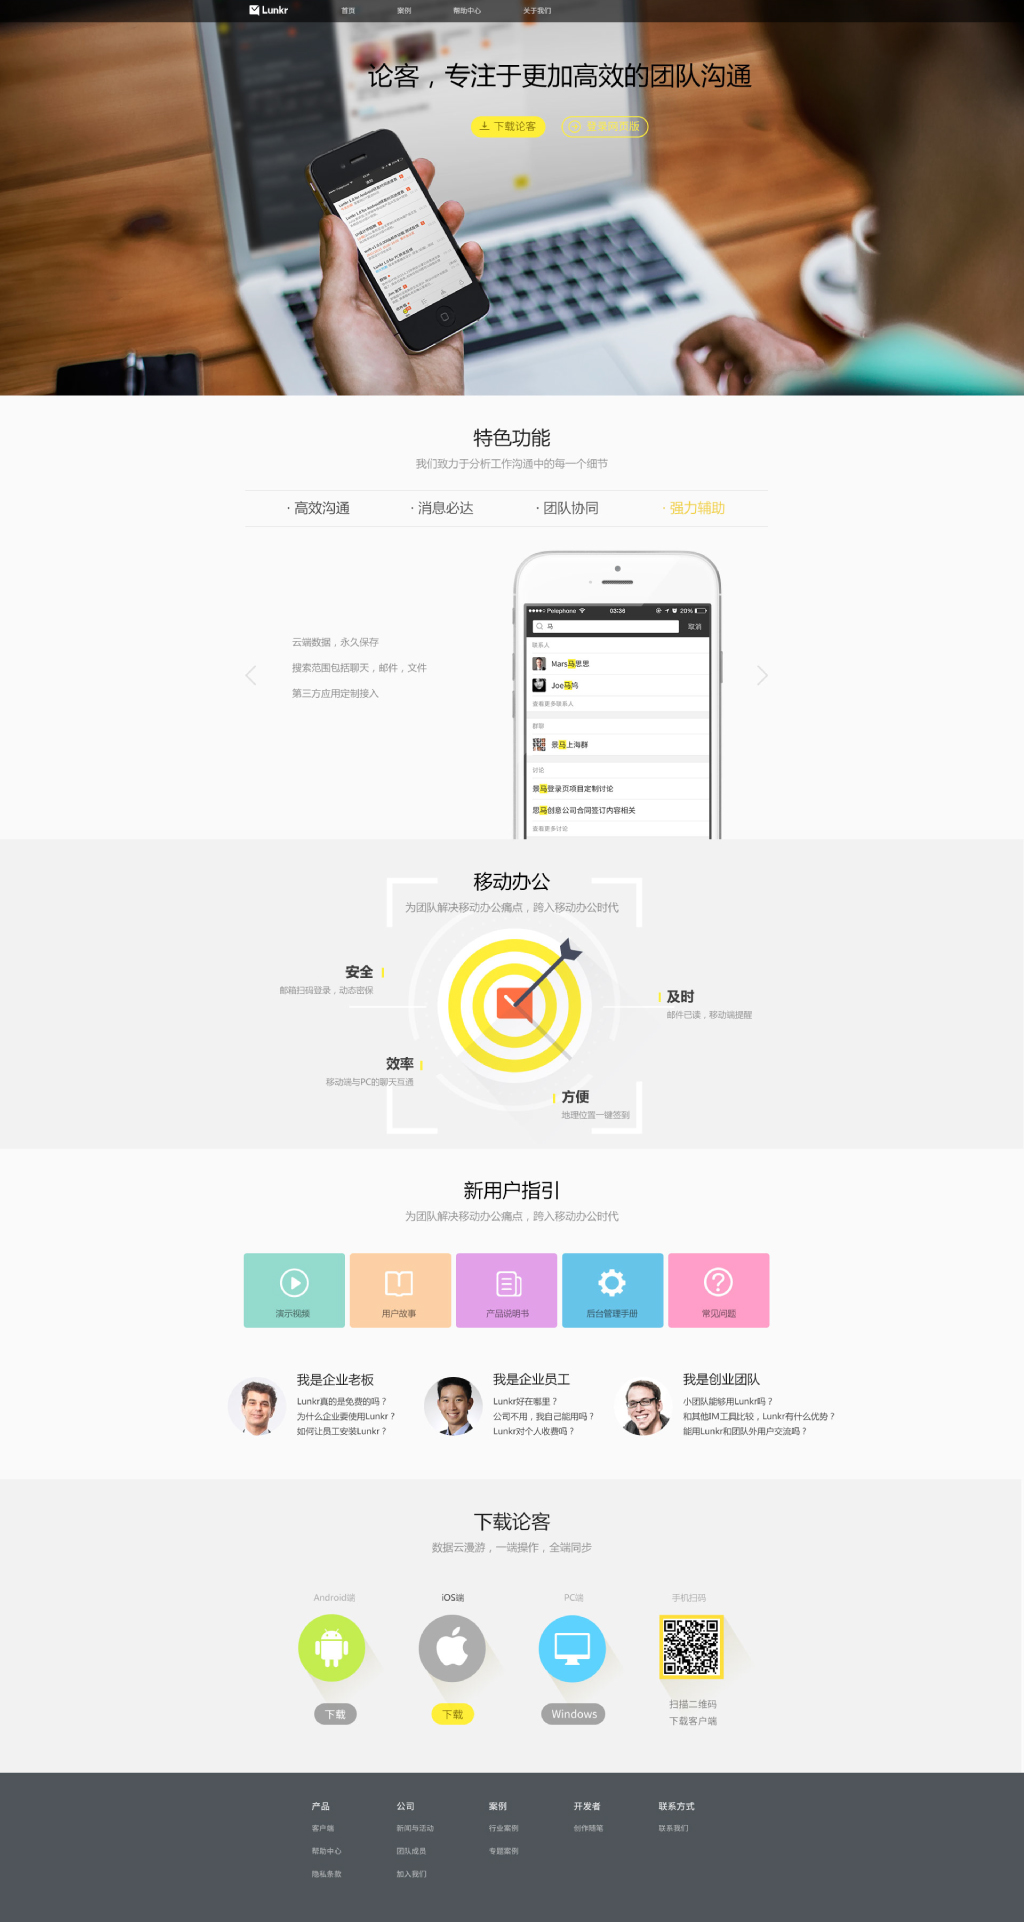 Lunkr
首页 案例 帮助中心 关于我们
论客，专注于更加高效的团队沟通
下载论客 登录网页版
特色功能
我们致力于分析工作沟通中的每一个细节
· 高效沟通 · 消息必达 · 团队协同 · 强力辅助
云端数据，永久保存
搜索范围包括聊天，邮件，文件
第三方应用定制接入
Pelephone 03:36 20%
马 取消
联系人
Mars马思思
Joe马鸠
查看更多联系人
群聊
景马上海群
讨论
景马登录页项目定制讨论
思马创意公司合同签订内容相关
查看更多讨论
移动办公
为团队解决移动办公痛点，跨入移动办公时代
安全
邮箱扫码登录，动态密保
及时
邮件已读，移动端提醒
效率
移动端与PC的聊天互通
方便
地理位置一键签到
新用户指引
为团队解决移动办公痛点，跨入移动办公时代
演示视频 用户故事 产品说明书 后台管理手册 常见问题
我是企业老板
Lunkr真的是免费的吗？
为什么企业要使用Lunkr？
如何让员工安装Lunkr？
我是企业员工
Lunkr好在哪里？
公司不用，我自己能用吗？
Lunkr对个人收费吗？
我是创业团队
小团队能够用Lunkr吗？
和其他IM工具比较，Lunkr有什么优势？
能用Lunkr和团队外用户交流吗？
下载论客
数据云漫游，一端操作，全端同步
Android端 iOS端 PC端 手机扫码
下载 下载 Windows
扫描二维码
下载客户端
产品 公司 案例 开发者 联系方式
客户端 新闻与活动 行业案例 创作随笔 联系我们
帮助中心 团队成员 专题案例
隐私条款 加入我们